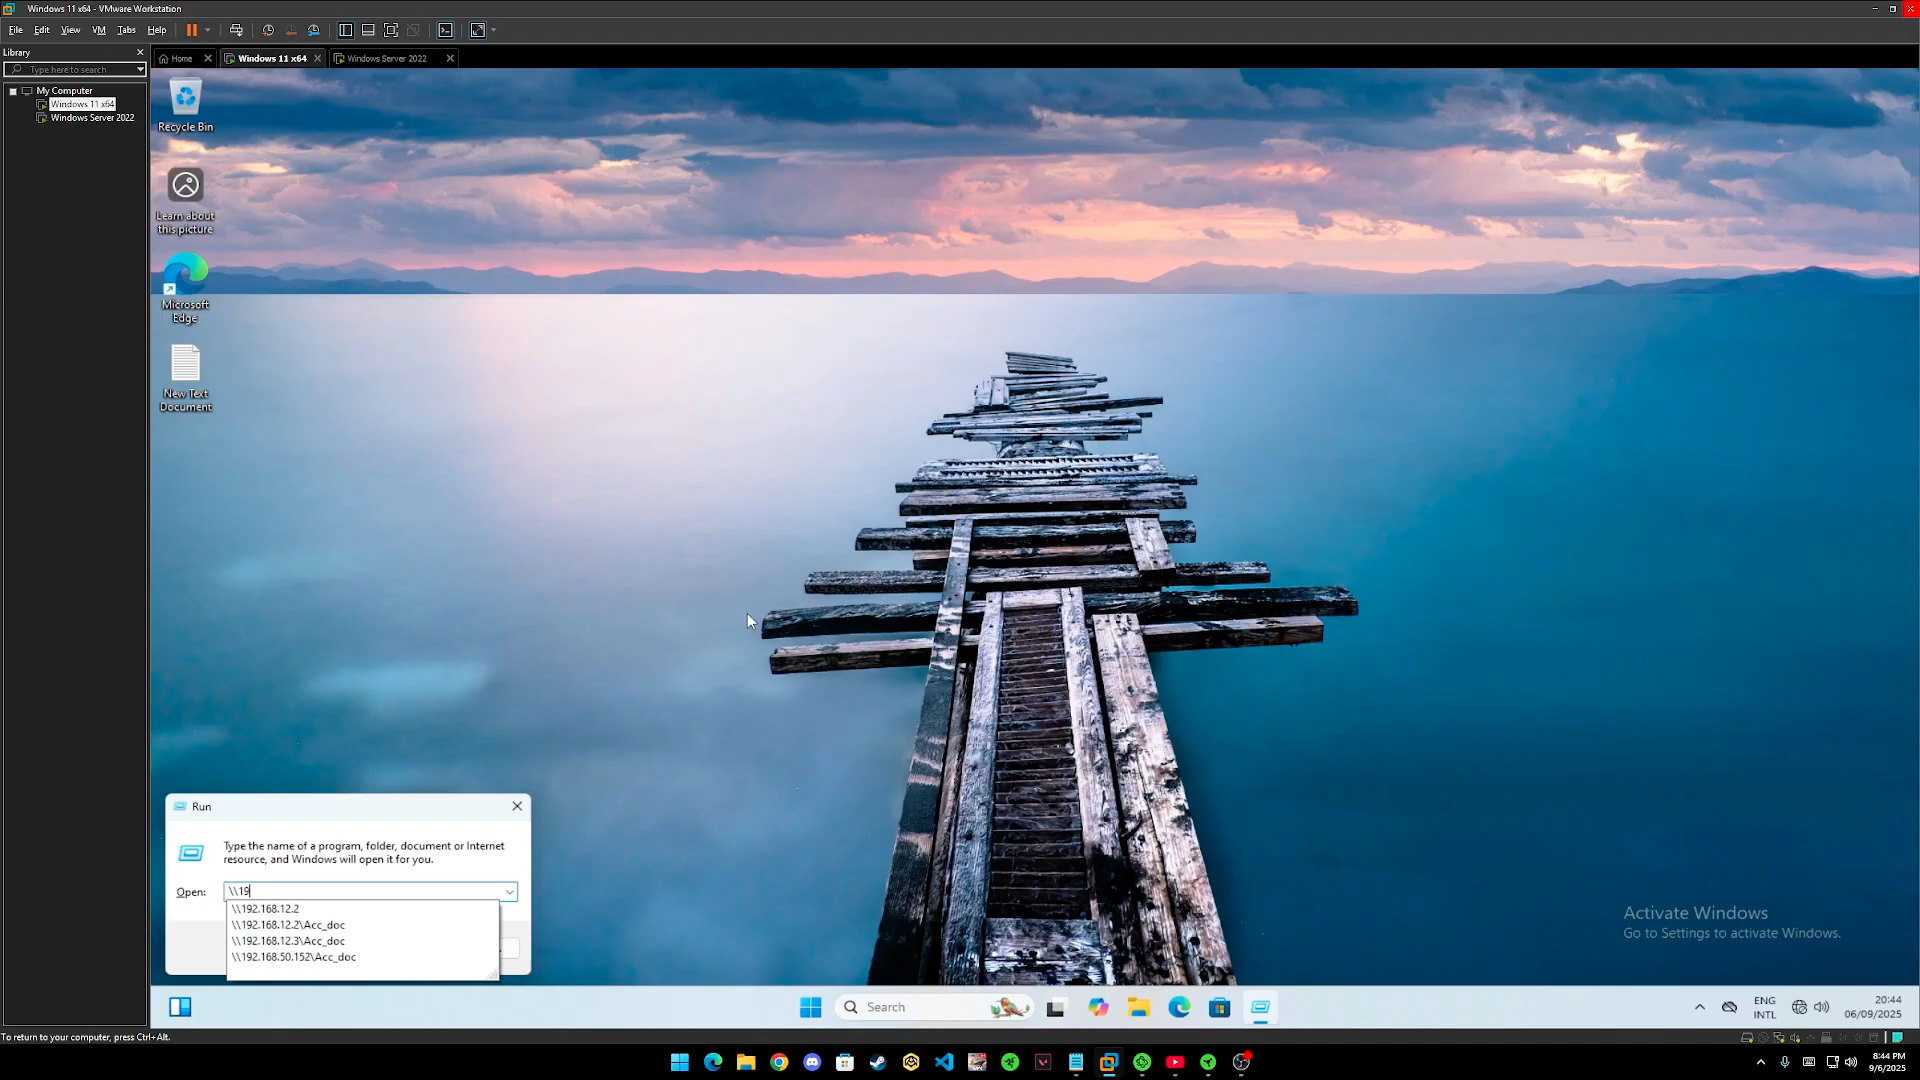 Windows 11 x64 - VMware Workstation
File Edit View VM Tabs Help
Library
Type here to search
My Computer
Windows 11 x64
Windows Server 2022
Home
Windows 11 x64
Windows Server 2022
Recycle Bin
Learn about
this picture
Microsoft
Edge
New Text
Document
Run
Type the name of a program, folder, document or Internet
resource, and Windows will open it for you.
Open:
\\19
\\192.168.12.2
\\192.168.12.2\Acc_doc
\\192.168.12.3\Acc_doc
\\192.168.50.152\Acc_doc
Activate Windows
Go to Settings to activate Windows.
Search
ENG
INTL
20:44
06/09/2025
To return to your computer, press Ctrl+Alt.
8:44 PM
9/6/2025